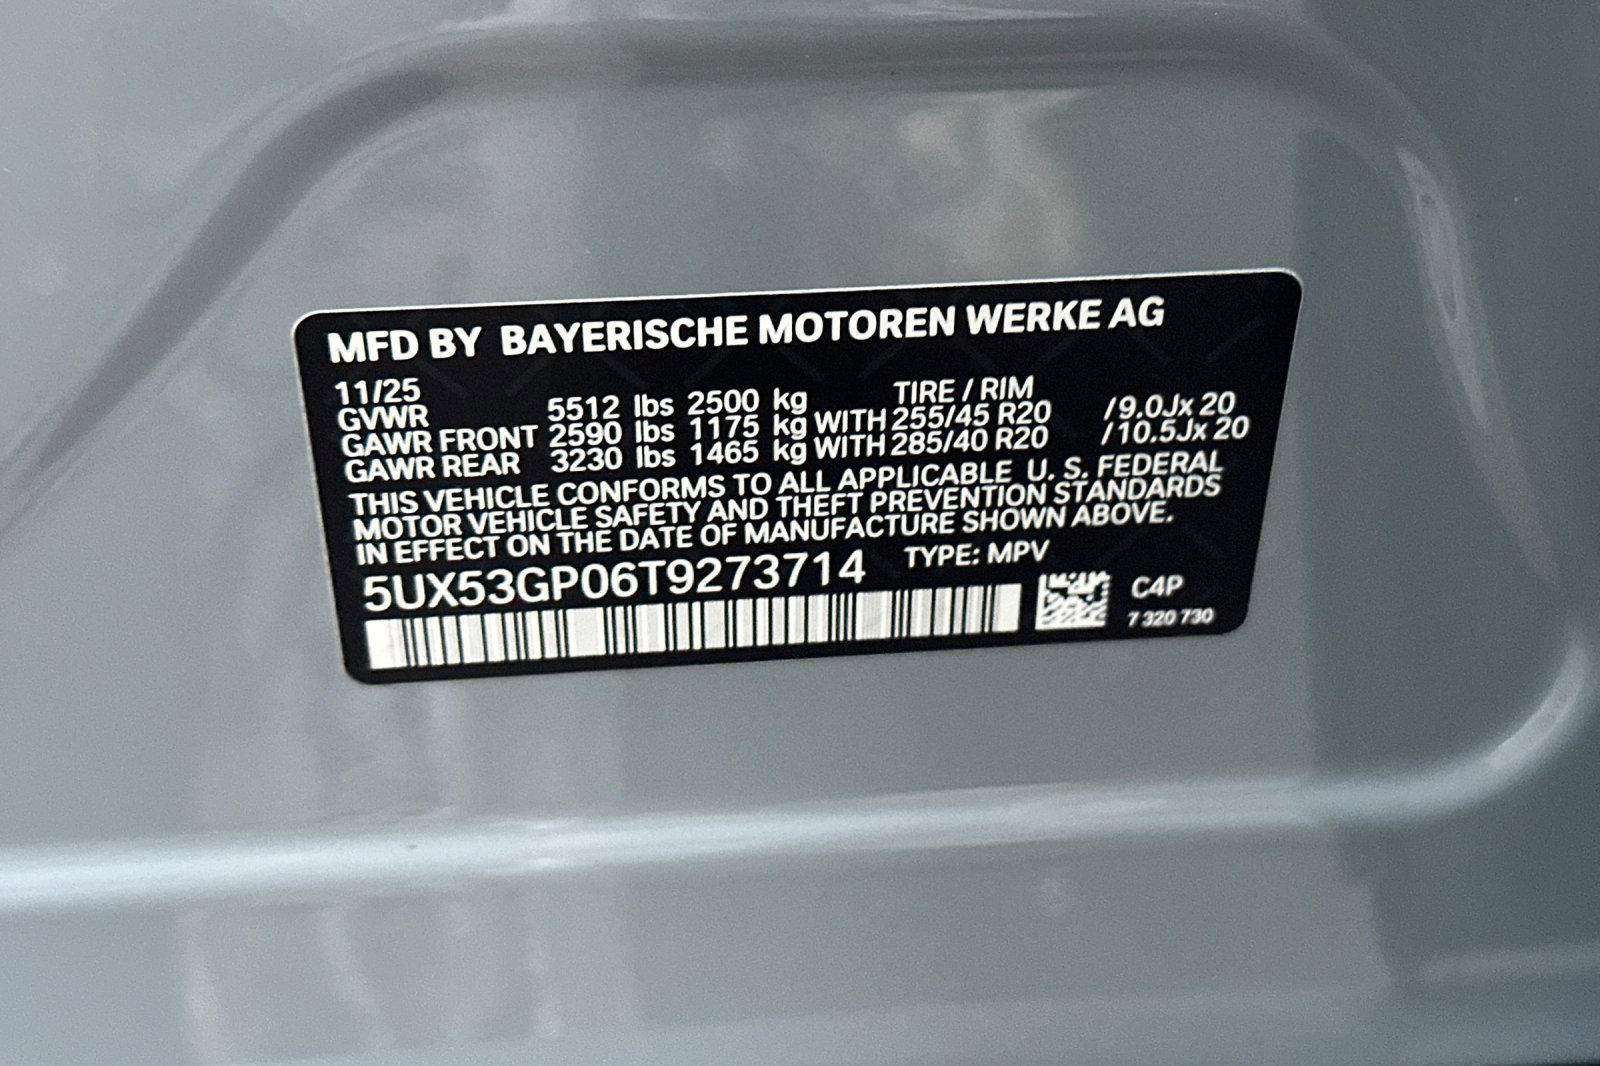 MFD BY BAYERISCHE MOTOREN WERKE AG
11/25 TIRE / RIM
GVWR 5512 lbs 2500 kg
GAWR FRONT 2590 lbs 1175 kg WITH 255/45 R20 /9.0Jx 20
GAWR REAR 3230 lbs 1465 kg WITH 285/40 R20 /10.5Jx 20
THIS VEHICLE CONFORMS TO ALL APPLICABLE U. S. FEDERAL
MOTOR VEHICLE SAFETY AND THEFT PREVENTION STANDARDS
IN EFFECT ON THE DATE OF MANUFACTURE SHOWN ABOVE.
5UX53GP06T9273714 TYPE: MPV
C4P
7 320 730